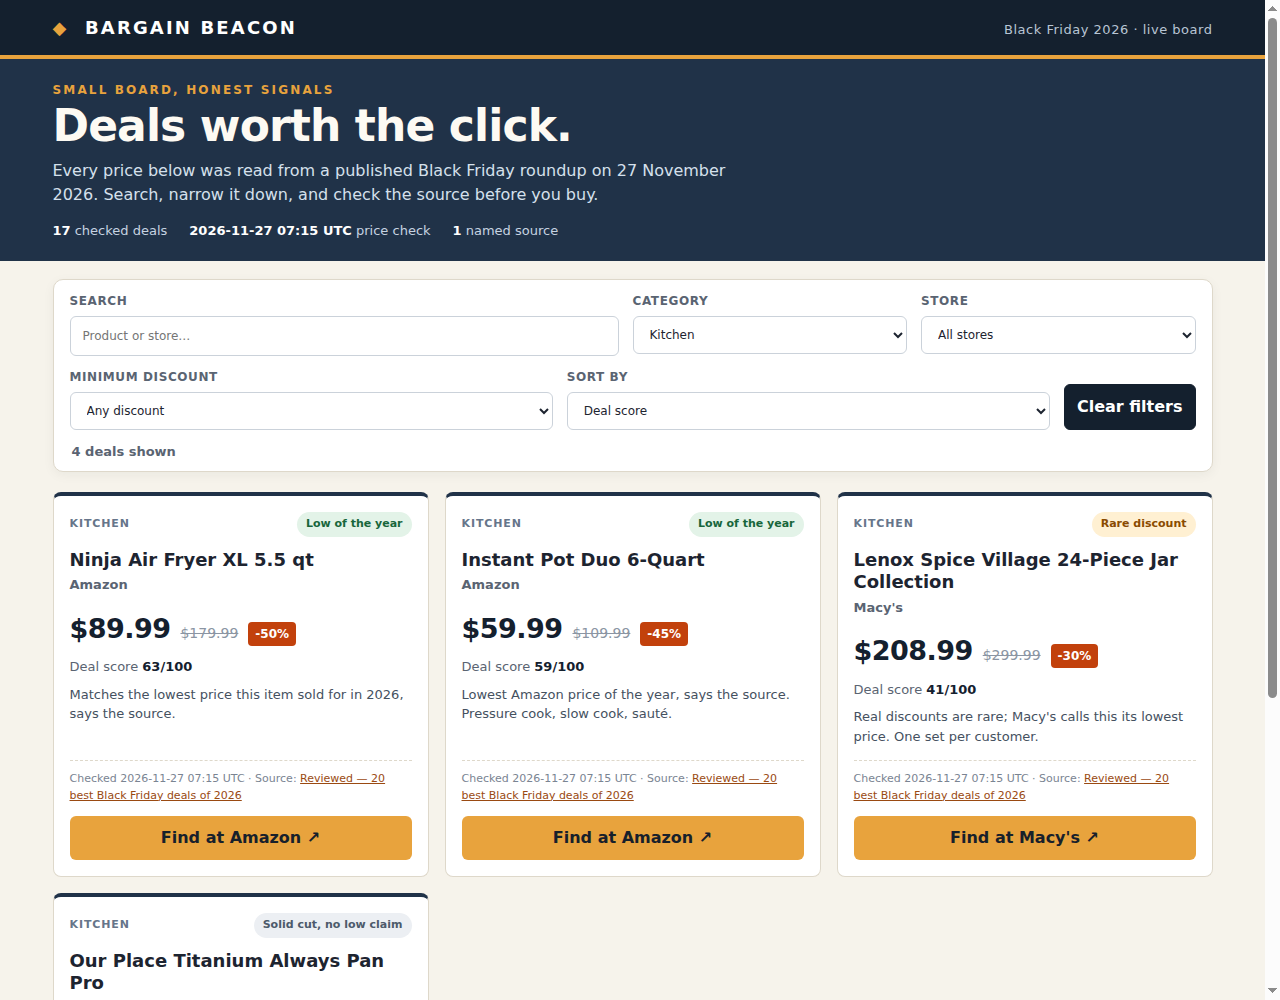 ◆ BARGAIN BEACON
Black Friday 2026 · live board
SMALL BOARD, HONEST SIGNALS
Deals worth the click.
Every price below was read from a published Black Friday roundup on 27 November
2026. Search, narrow it down, and check the source before you buy.
17 checked deals 2026-11-27 07:15 UTC price check 1 named source
SEARCH
Product or store...
CATEGORY
Kitchen
STORE
All stores
MINIMUM DISCOUNT
Any discount
SORT BY
Deal score
Clear filters
4 deals shown
KITCHEN
Low of the year
Ninja Air Fryer XL 5.5 qt
Amazon
$89.99 $179.99 -50%
Deal score 63/100
Matches the lowest price this item sold for in 2026,
says the source.
Checked 2026-11-27 07:15 UTC · Source: Reviewed — 20
best Black Friday deals of 2026
Find at Amazon ↗
KITCHEN
Low of the year
Instant Pot Duo 6-Quart
Amazon
$59.99 $109.99 -45%
Deal score 59/100
Lowest Amazon price of the year, says the source.
Pressure cook, slow cook, sauté.
Checked 2026-11-27 07:15 UTC · Source: Reviewed — 20
best Black Friday deals of 2026
Find at Amazon ↗
KITCHEN
Rare discount
Lenox Spice Village 24-Piece Jar
Collection
Macy's
$208.99 $299.99 -30%
Deal score 41/100
Real discounts are rare; Macy's calls this its lowest
price. One set per customer.
Checked 2026-11-27 07:15 UTC · Source: Reviewed — 20
best Black Friday deals of 2026
Find at Macy's ↗
KITCHEN
Solid cut, no low claim
Our Place Titanium Always Pan
Pro